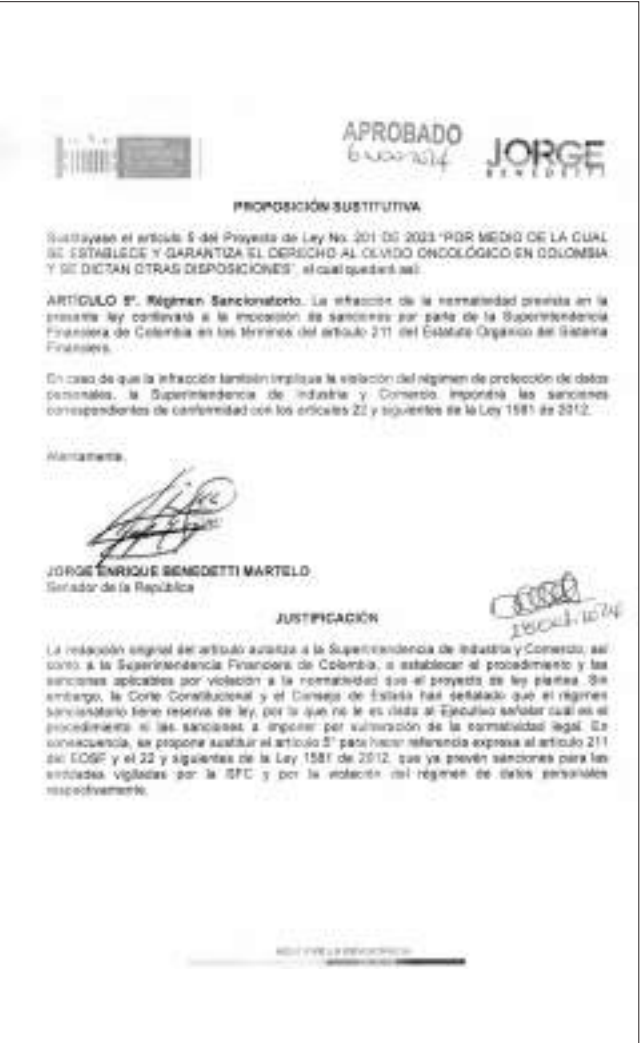 APROBADO
JORGE
BENEDETTI
PROPOSICIÓN SUSTITUTIVA
Sustitúyase el artículo 5 del Proyecto de Ley No. 201 DE 2023 "POR MEDIO DE LA CUAL
SE ESTABLECE Y GARANTIZA EL DERECHO AL OLVIDO ONCOLÓGICO EN COLOMBIA
Y SE DICTAN OTRAS DISPOSICIONES", el cual quedará así:
ARTÍCULO 5°. Régimen Sancionatorio. La infracción de la normatividad prevista en la
presente ley conllevará a la imposición de sanciones por parte de la Superintendencia
Financiera de Colombia en los términos del artículo 211 del Estatuto Orgánico del Sistema
Financiero.
En caso de que la infracción también implique la violación del régimen de protección de datos
personales, la Superintendencia de Industria y Comercio impondrá las sanciones
correspondientes de conformidad con los artículos 22 y siguientes de la Ley 1581 de 2012.
Atentamente,
JORGE ENRIQUE BENEDETTI MARTELO
Senador de la República
JUSTIFICACIÓN
La redacción original del artículo autoriza a la Superintendencia de Industria y Comercio, así
como a la Superintendencia Financiera de Colombia, a establecer el procedimiento y las
sanciones aplicables por violación a la normatividad que el proyecto de ley plantea. Sin
embargo, la Corte Constitucional y el Consejo de Estado han señalado que el régimen
sancionatorio tiene reserva de ley, por lo que no le es dado al Ejecutivo señalar cuál es el
procedimiento ni las sanciones a imponer por vulneración de la normatividad legal. En
consecuencia, se propone sustituir el artículo 5° para hacer referencia expresa al artículo 211
del EOSF y el 22 y siguientes de la Ley 1581 de 2012, que ya prevén sanciones para las
entidades vigiladas por la SFC y por la violación del régimen de datos personales
respectivamente.